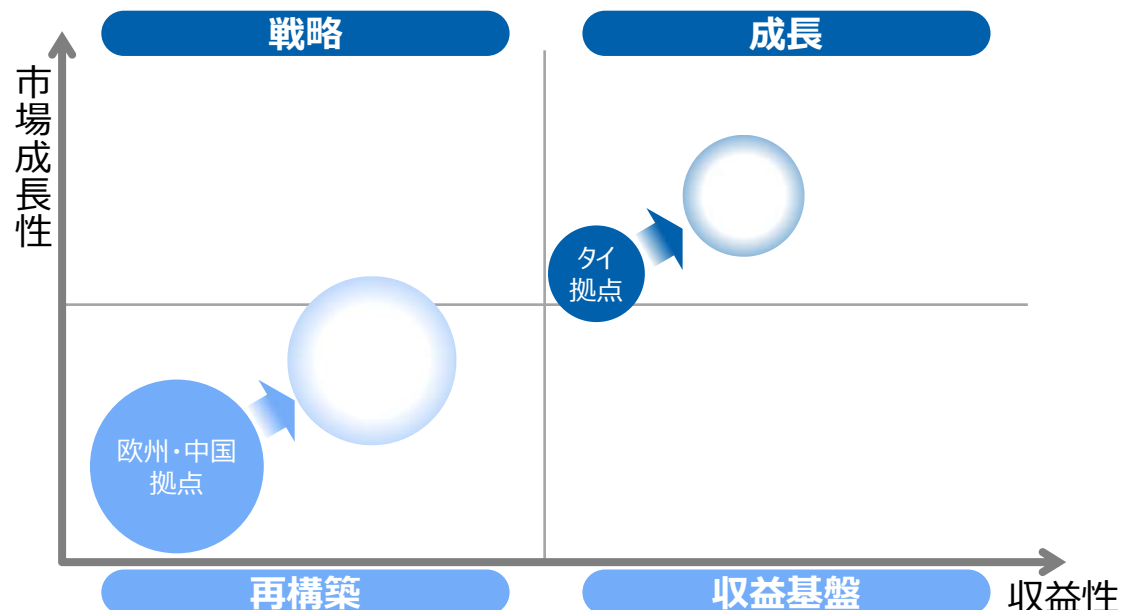 戦略
成長
市場成長性
タイ
拠点
欧州・中国
拠点
再構築
収益基盤
収益性